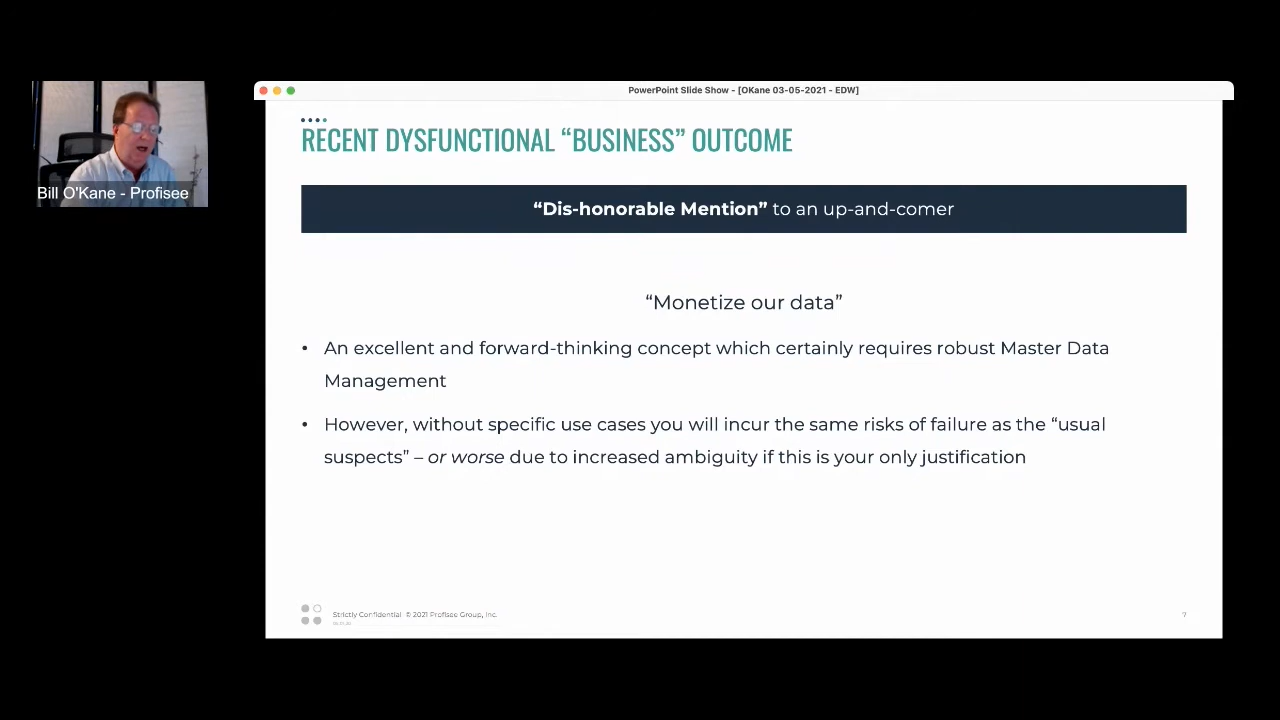 PowerPoint Slide Show - [OKane 03-05-2021 - EDW]
RECENT DYSFUNCTIONAL “BUSINESS” OUTCOME
Bill O'Kane - Profisee
“Dis-honorable Mention” to an up-and-comer
“Monetize our data”
• An excellent and forward-thinking concept which certainly requires robust Master Data
Management
• However, without specific use cases you will incur the same risks of failure as the “usual
suspects” – or worse due to increased ambiguity if this is your only justification
Strictly Confidential © 2021 Profisee Group, Inc.
7